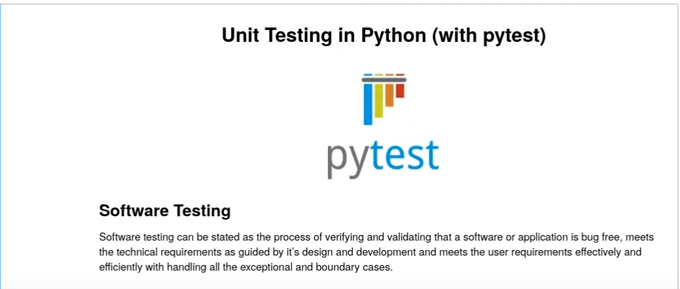 Unit Testing in Python (with pytest)
pytest
Software Testing
Software testing can be stated as the process of verifying and validating that a software or application is bug free, meets
the technical requirements as guided by it's design and development and meets the user requirements effectively and
efficiently with handling all the exceptional and boundary cases.